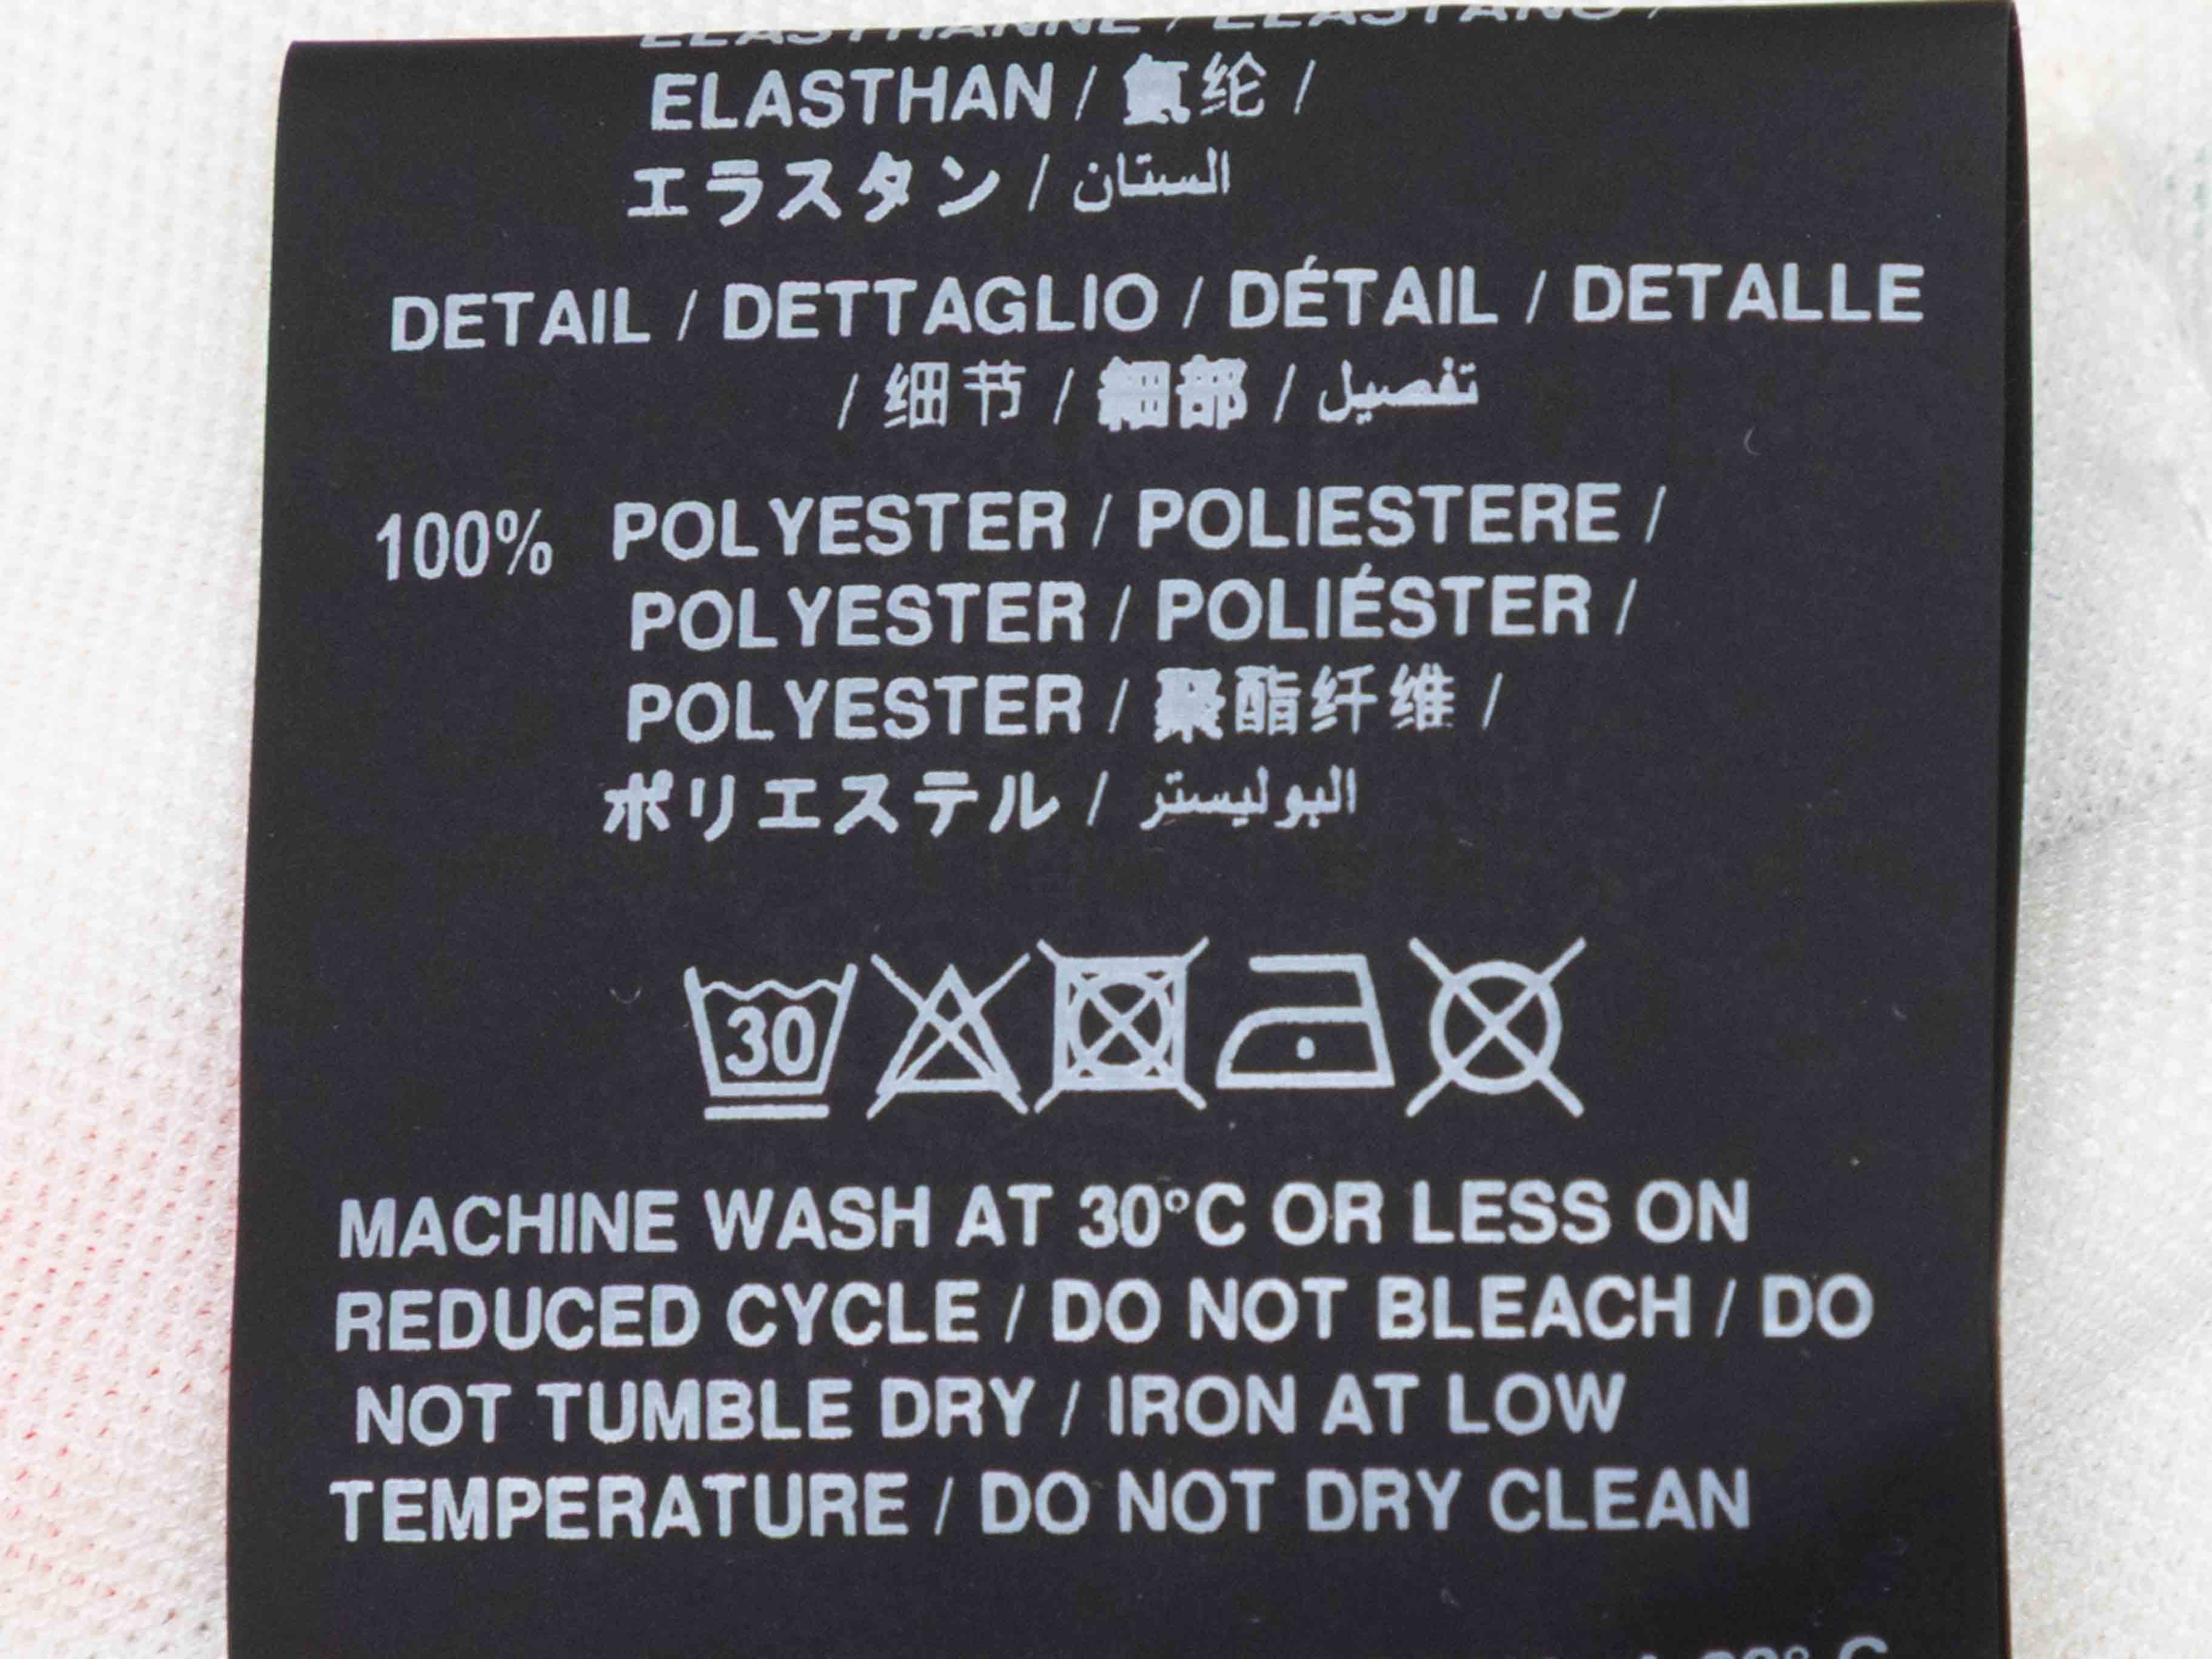 ELASTHANNE / ELASTANO /
ELASTHAN / 氨纶 /
エラスタン / الستان
DETAIL / DETTAGLIO / DÉTAIL / DETALLE
/ 细节 / 細部 / تفصيل
100% POLYESTER / POLIESTERE /
POLYESTER / POLIÉSTER /
POLYESTER / 聚酯纤维 /
ポリエステル / البوليستر
30
MACHINE WASH AT 30°C OR LESS ON
REDUCED CYCLE / DO NOT BLEACH / DO
NOT TUMBLE DRY / IRON AT LOW
TEMPERATURE / DO NOT DRY CLEAN